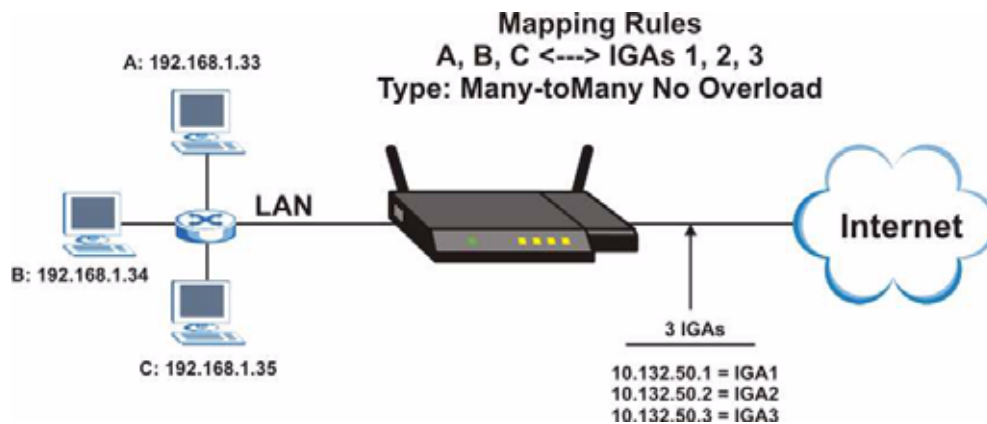 Mapping Rules
A, B, C <---> IGAs 1, 2, 3
Type: Many-toMany No Overload
A: 192.168.1.33
LAN
B: 192.168.1.34
C: 192.168.1.35
Internet
3 IGAs
10.132.50.1 = IGA1
10.132.50.2 = IGA2
10.132.50.3 = IGA3